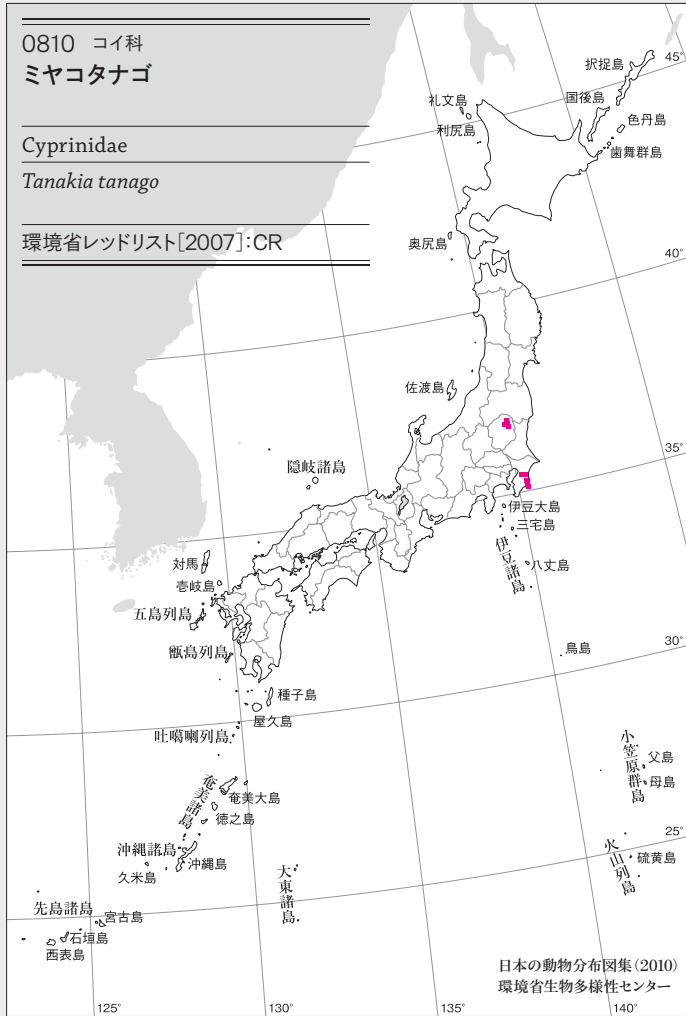 0810 コイ科
ミヤコタナゴ
Cyprinidae
Tanakia tanago
環境省レッドリスト[2007]:CR
択捉島
45°
礼文島
国後島
色丹島
利尻島
歯舞群島
奥尻島
40°
佐渡島
35°
隠岐諸島
伊豆大島
三宅島
伊豆諸島
八丈島
対馬
壱岐島
五島列島
甑島列島
鳥島
30°
種子島
屋久島
吐噶喇列島
小笠原群島
父島
母島
奄美諸島
奄美大島
徳之島
25°
沖縄諸島
沖縄島
久米島
火山列島
硫黄島
大東諸島
先島諸島
宮古島
石垣島
西表島
日本の動物分布図集(2010)
環境省生物多様性センター
125°
130°
135°
140°